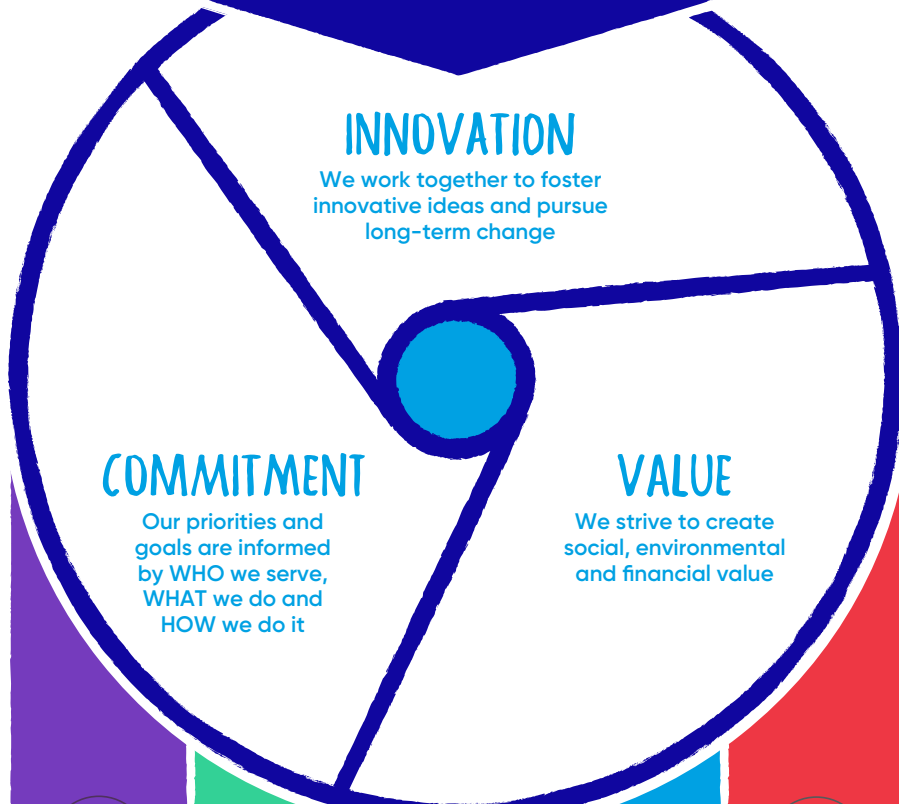 INNOVATION
We work together to foster
innovative ideas and pursue
long-term change
COMMITMENT
Our priorities and
goals are informed
by WHO we serve,
WHAT we do and
HOW we do it
VALUE
We strive to create
social, environmental
and financial value